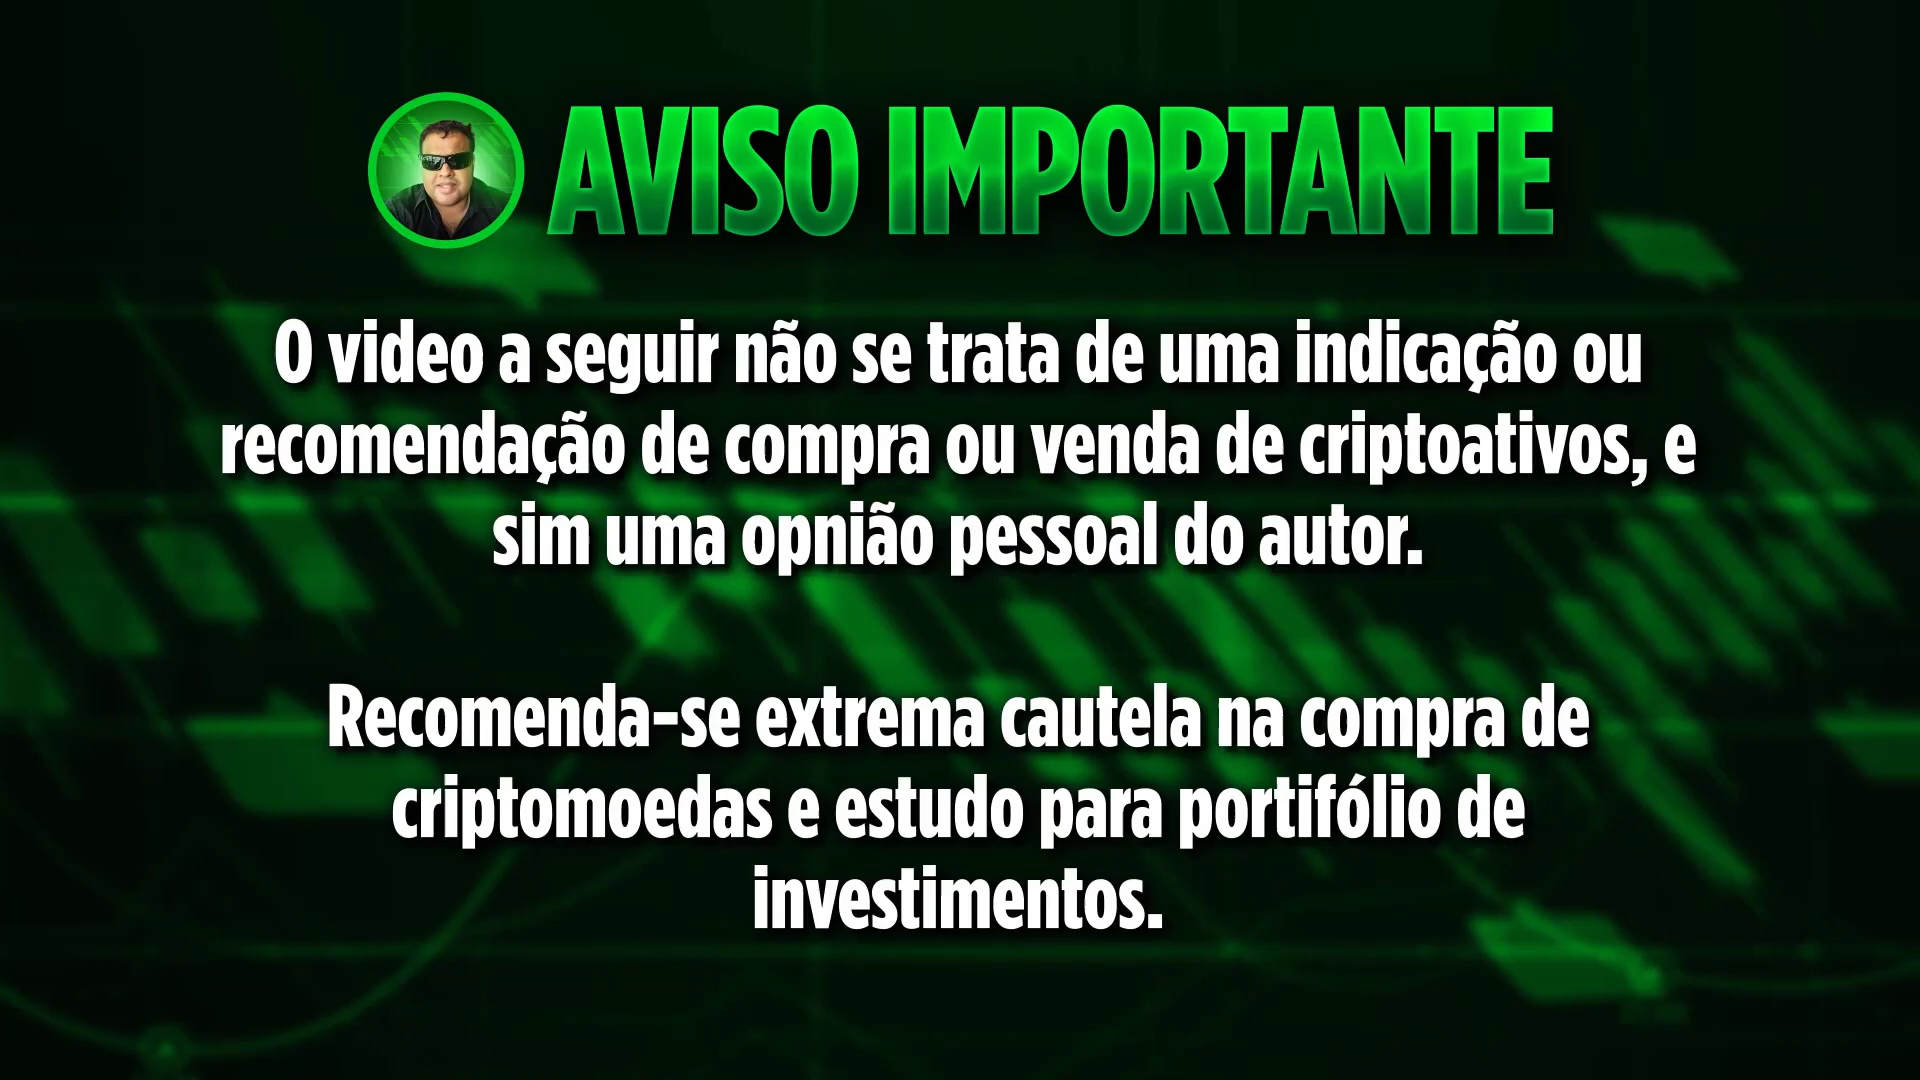 AVISO IMPORTANTE
O video a seguir não se trata de uma indicação ou
recomendação de compra ou venda de criptoativos, e
sim uma opnião pessoal do autor.
Recomenda-se extrema cautela na compra de
criptomoedas e estudo para portifólio de
investimentos.